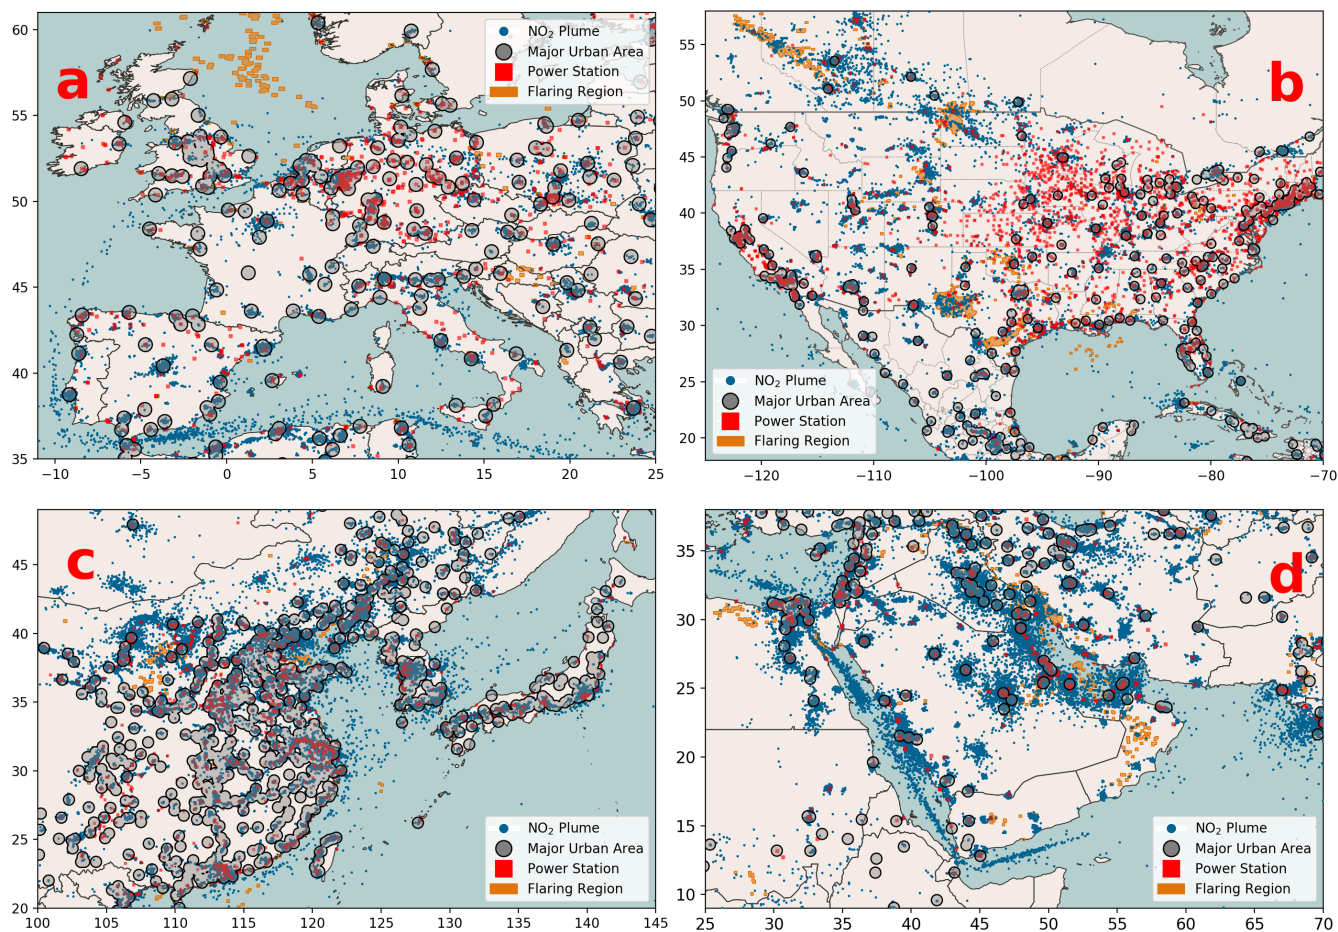 a
NO₂ Plume
Major Urban Area
Power Station
Flaring Region
60
55
50
45
40
35
−10 −5 0 5 10 15 20 25
b
NO₂ Plume
Major Urban Area
Power Station
Flaring Region
55
50
45
40
35
30
25
20
−120 −110 −100 −90 −80 −70
c
NO₂ Plume
Major Urban Area
Power Station
Flaring Region
45
40
35
30
25
20
100 105 110 115 120 125 130 135 140 145
d
NO₂ Plume
Major Urban Area
Power Station
Flaring Region
35
30
25
20
15
10
25 30 35 40 45 50 55 60 65 70